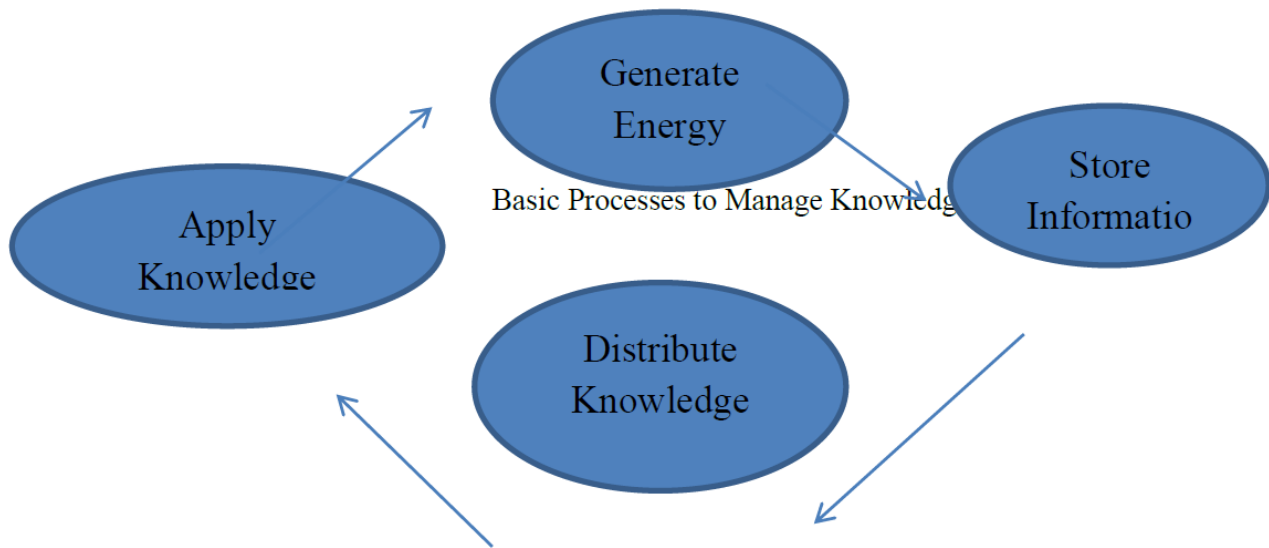 Generate
Energy
Store
Informatio
Basic Processes to Manage Knowledg
Apply
Knowledge
Distribute
Knowledge